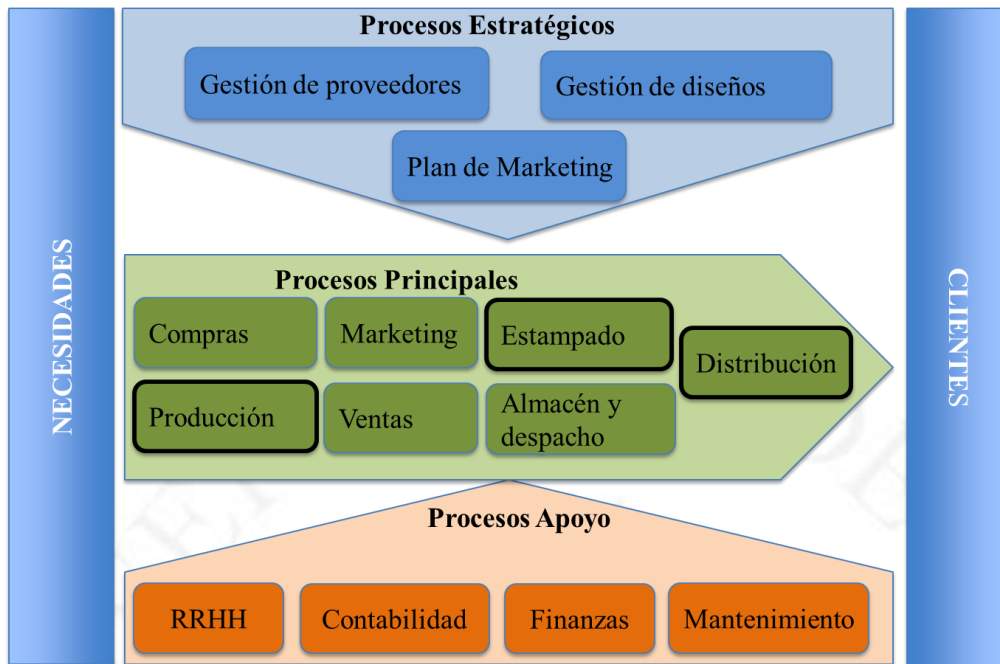 Procesos Estratégicos
Gestión de proveedores
Gestión de diseños
Plan de Marketing
NECESIDADES
CLIENTES
Procesos Principales
Compras
Marketing
Estampado
Distribución
Producción
Ventas
Almacén y
despacho
Procesos Apoyo
RRHH
Contabilidad
Finanzas
Mantenimiento